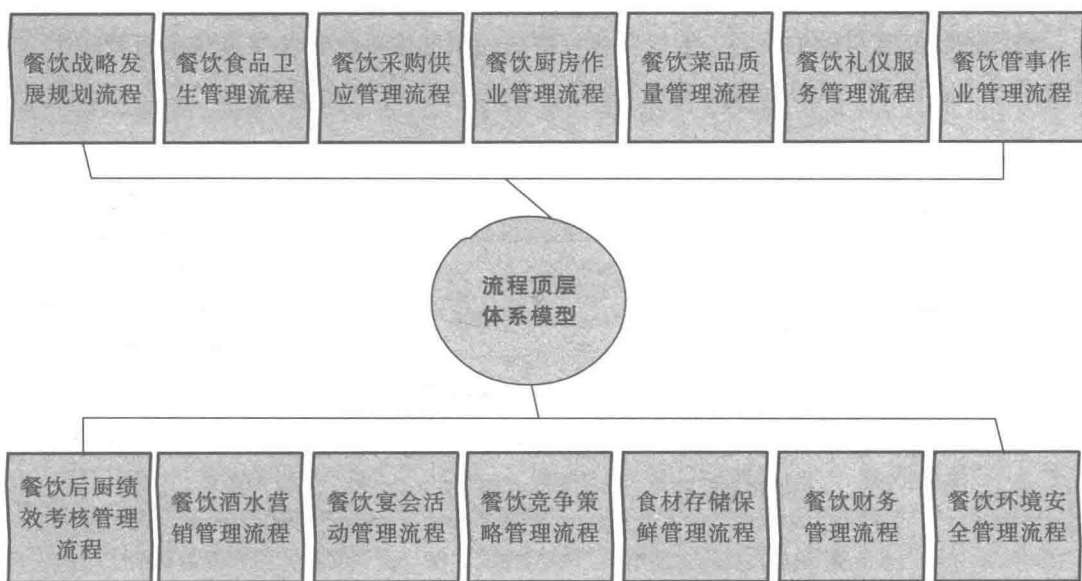 餐饮战略发
展规划流程
餐饮食品卫
生管理流程
餐饮采购供
应管理流程
餐饮厨房作
业管理流程
餐饮菜品质
量管理流程
餐饮礼仪服
务管理流程
餐饮管事作
业管理流程
流程顶层
体系模型
餐饮后厨绩
效考核管理
流程
餐饮酒水营
销管理流程
餐饮宴会活
动管理流程
餐饮竞争策
略管理流程
食材存储保
鲜管理流程
餐饮财务
管理流程
餐饮环境安
全管理流程